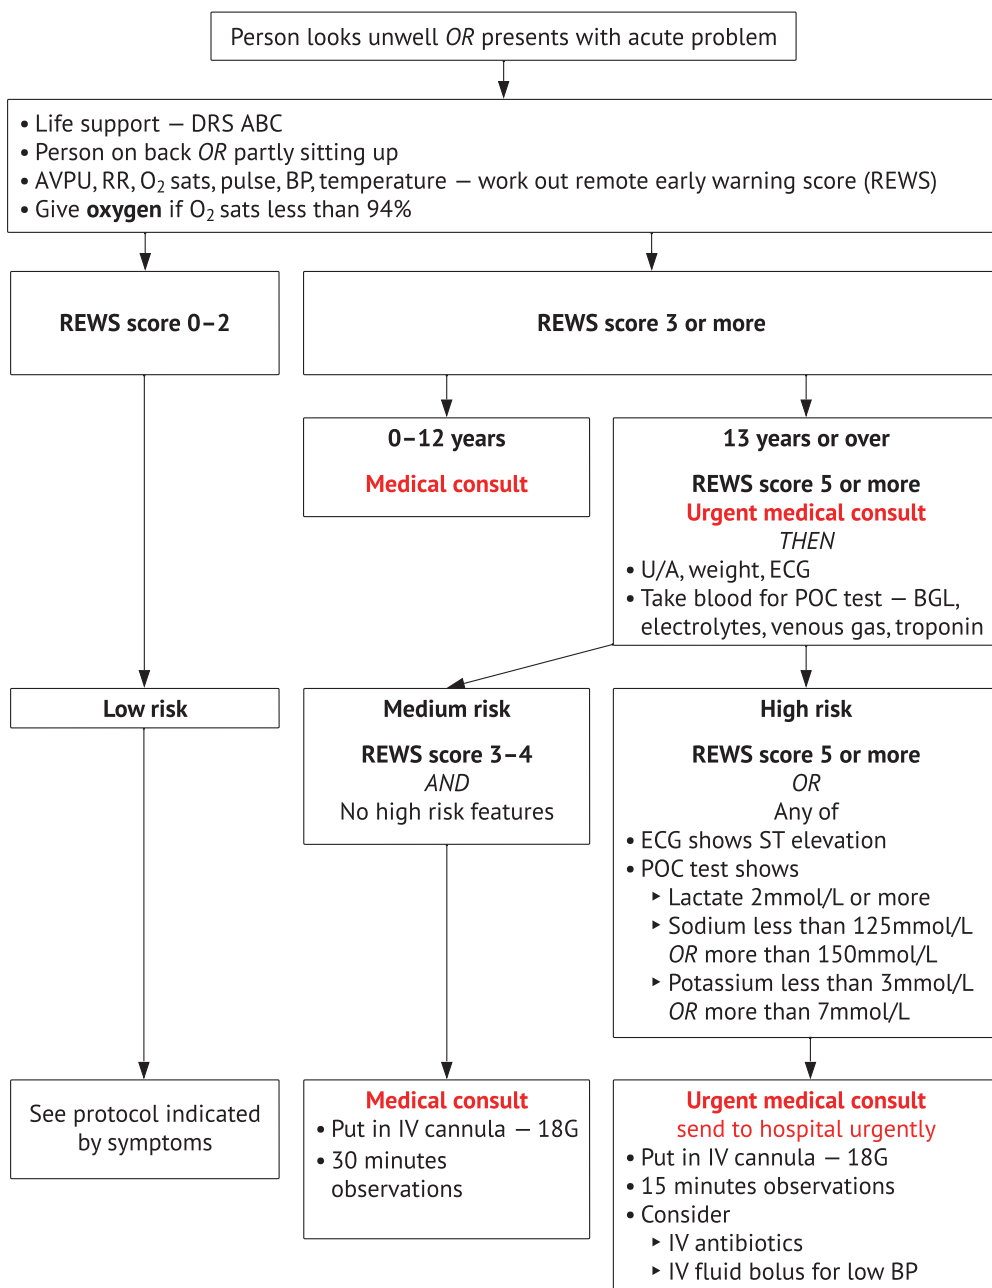 Person looks unwell OR presents with acute problem
• Life support — DRS ABC
• Person on back OR partly sitting up
• AVPU, RR, O₂ sats, pulse, BP, temperature — work out remote early warning score (REWS)
• Give oxygen if O₂ sats less than 94%
REWS score 0–2
REWS score 3 or more
0–12 years
Medical consult
13 years or over
REWS score 5 or more
Urgent medical consult
THEN
• U/A, weight, ECG
• Take blood for POC test — BGL,
electrolytes, venous gas, troponin
Low risk
Medium risk
REWS score 3–4
AND
No high risk features
High risk
REWS score 5 or more
OR
Any of
• ECG shows ST elevation
• POC test shows
‣ Lactate 2mmol/L or more
‣ Sodium less than 125mmol/L
OR more than 150mmol/L
‣ Potassium less than 3mmol/L
OR more than 7mmol/L
See protocol indicated
by symptoms
Medical consult
• Put in IV cannula — 18G
• 30 minutes
observations
Urgent medical consult
send to hospital urgently
• Put in IV cannula — 18G
• 15 minutes observations
• Consider
‣ IV antibiotics
‣ IV fluid bolus for low BP